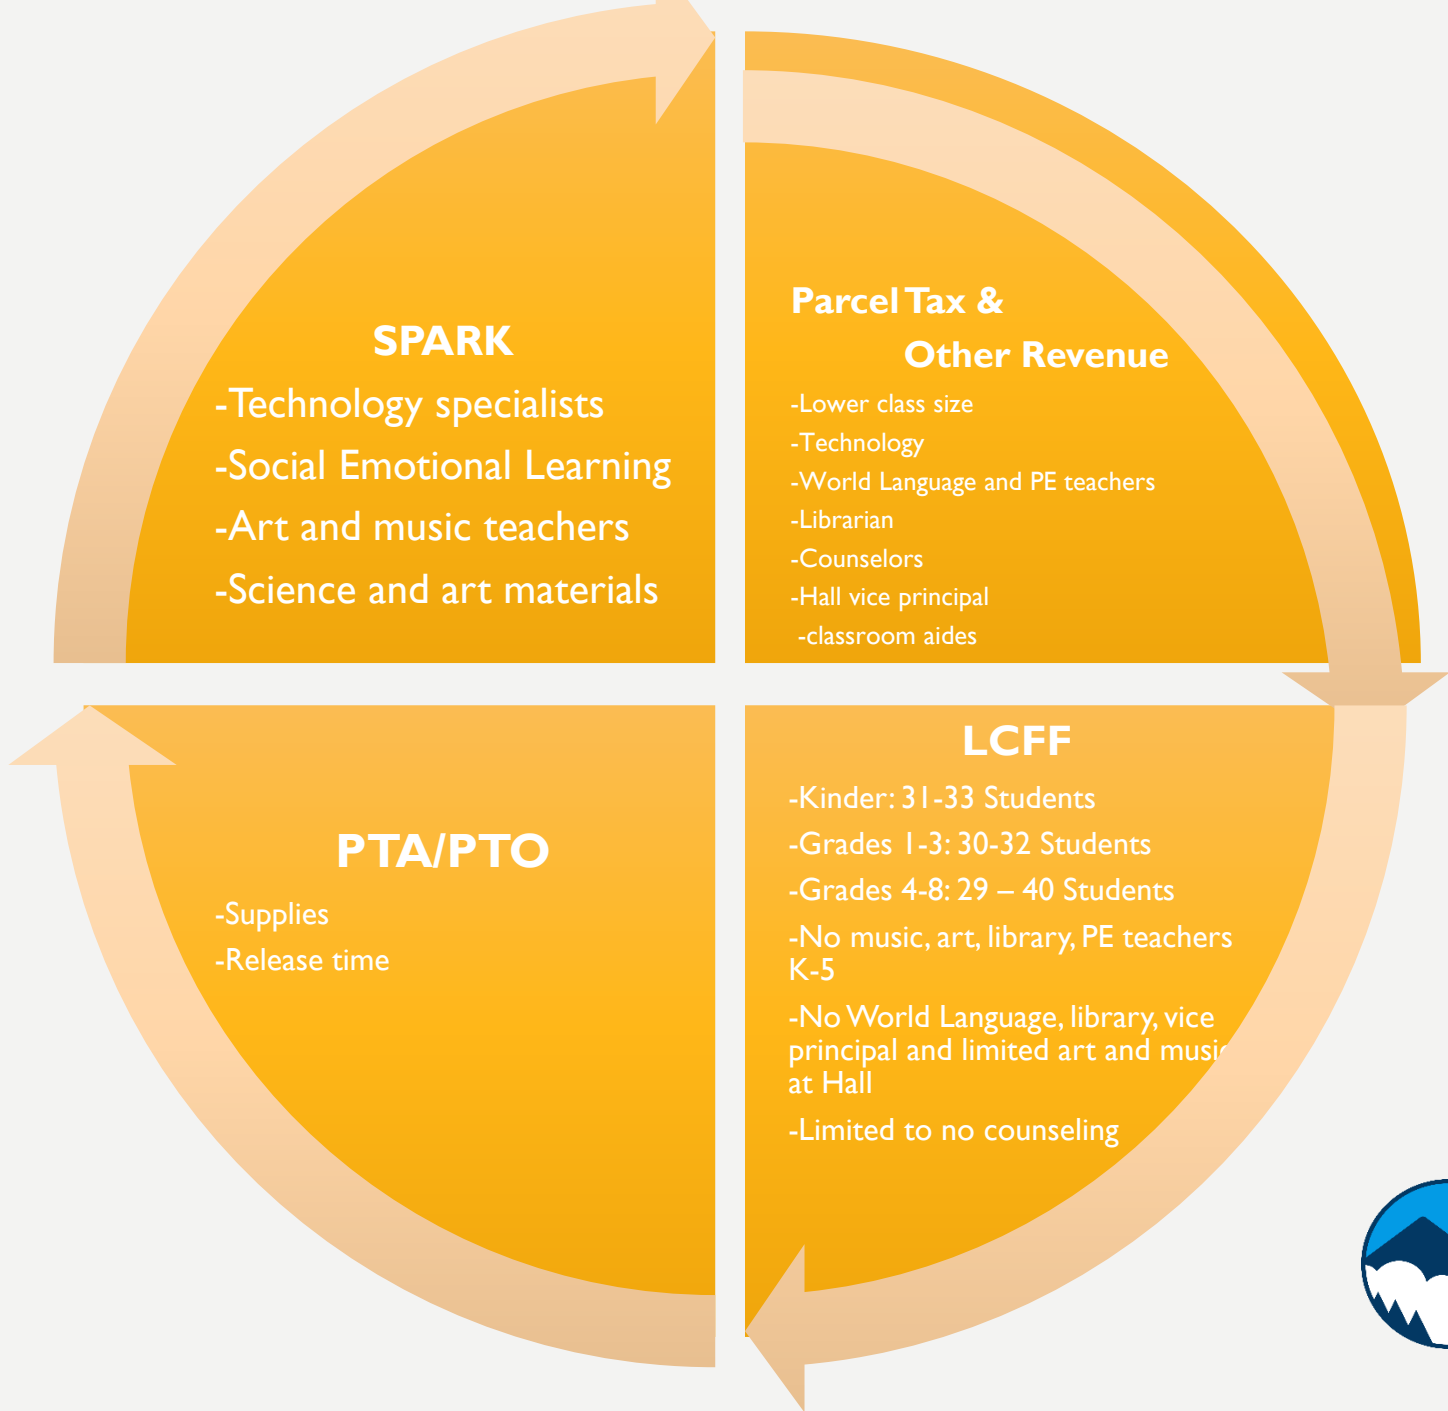 SPARK
-Technology specialists
-Social Emotional Learning
-Art and music teachers
-Science and art materials
Parcel Tax &
Other Revenue
-Lower class size
-Technology
-World Language and PE teachers
-Librarian
-Counselors
-Hall vice principal
-classroom aides
PTA/PTO
-Supplies
-Release time
LCFF
-Kinder: 31-33 Students
-Grades 1-3: 30-32 Students
-Grades 4-8: 29 – 40 Students
-No music, art, library, PE teachers
K-5
-No World Language, library, vice
principal and limited art and music
at Hall
-Limited to no counseling